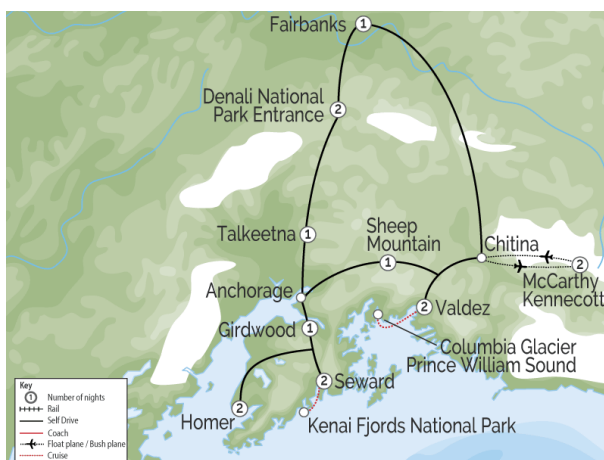 Fairbanks
1
Denali National
Park Entrance
2
Talkeetna
1
Sheep
Mountain
1
Chitina
2
McCarthy
Kennecott
Anchorage
Girdwood
1
2
Valdez
Columbia Glacier
Prince William Sound
2
Seward
Homer
2
Kenai Fjords National Park
Key
1 Number of nights
Rail
Self Drive
Coach
Float plane / Bush plane
Cruise